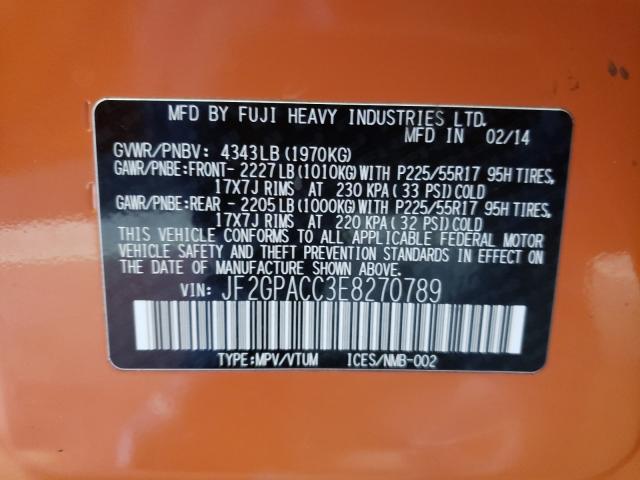 MFD BY FUJI HEAVY INDUSTRIES LTD.
MFD IN 02/14
GVWR/PNBV: 4343LB (1970KG)
GAWR/PNBE:FRONT- 2227LB (1010KG) WITH P225/55R17 95H TIRES,
17X7J RIMS AT 230 KPA (33 PSI) COLD
GAWR/PNBE:REAR - 2205LB (1000KG) WITH P225/55R17 95H TIRES,
17X7J RIMS AT 220 KPA (32 PSI) COLD
THIS VEHICLE CONFORMS TO ALL APPLICABLE FEDERAL MOTOR
VEHICLE SAFETY AND THEFT PREVENTION STANDARDS IN EFFECT ON
THE DATE OF MANUFACTURE SHOWN ABOVE.
VIN: JF2GPACC3E8270789
TYPE:MPV/VTUM ICES/NMB-002